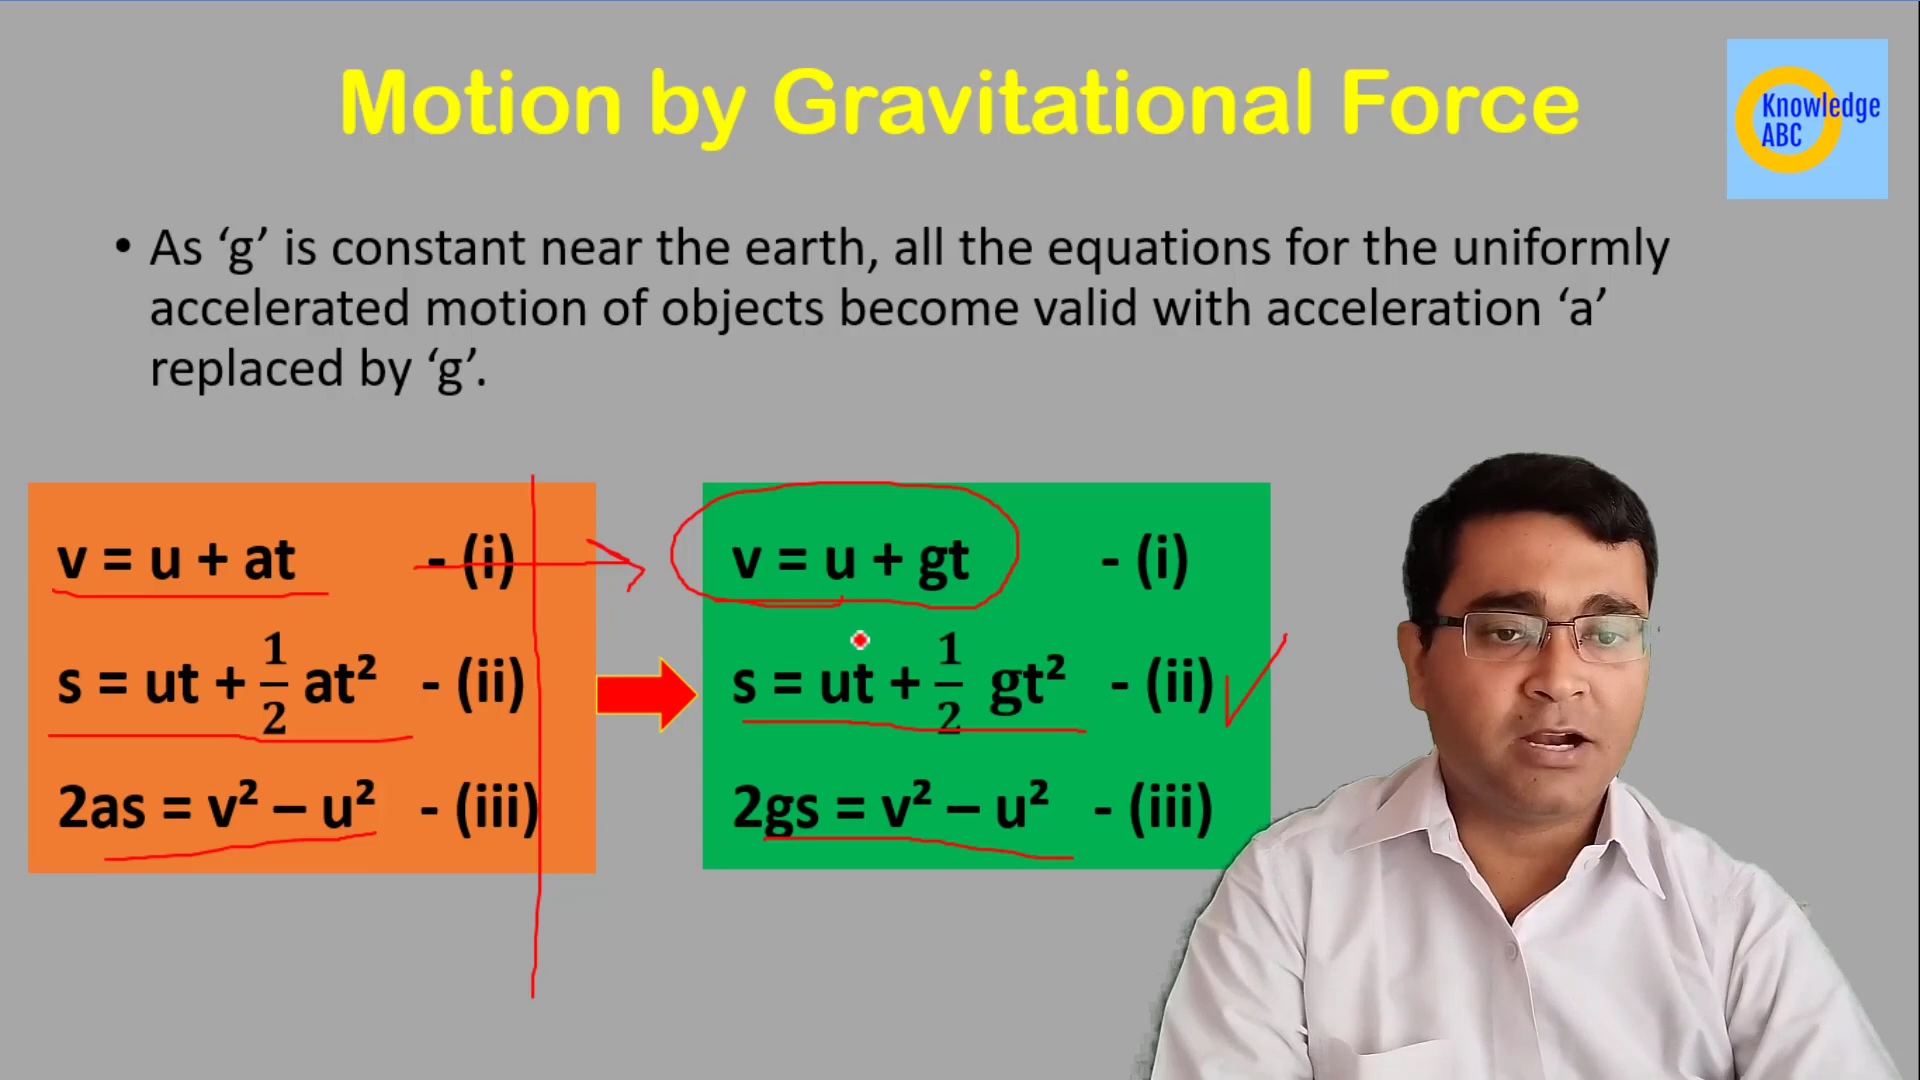 Motion by Gravitational Force
Knowledge
ABC
• As ‘g’ is constant near the earth, all the equations for the uniformly
accelerated motion of objects become valid with acceleration ‘a’
replaced by ‘g’.
v = u + at - (i)
s = ut + 1/2 at² - (ii)
2as = v² – u² - (iii)
v = u + gt - (i)
s = ut + 1/2 gt² - (ii)
2gs = v² – u² - (iii)